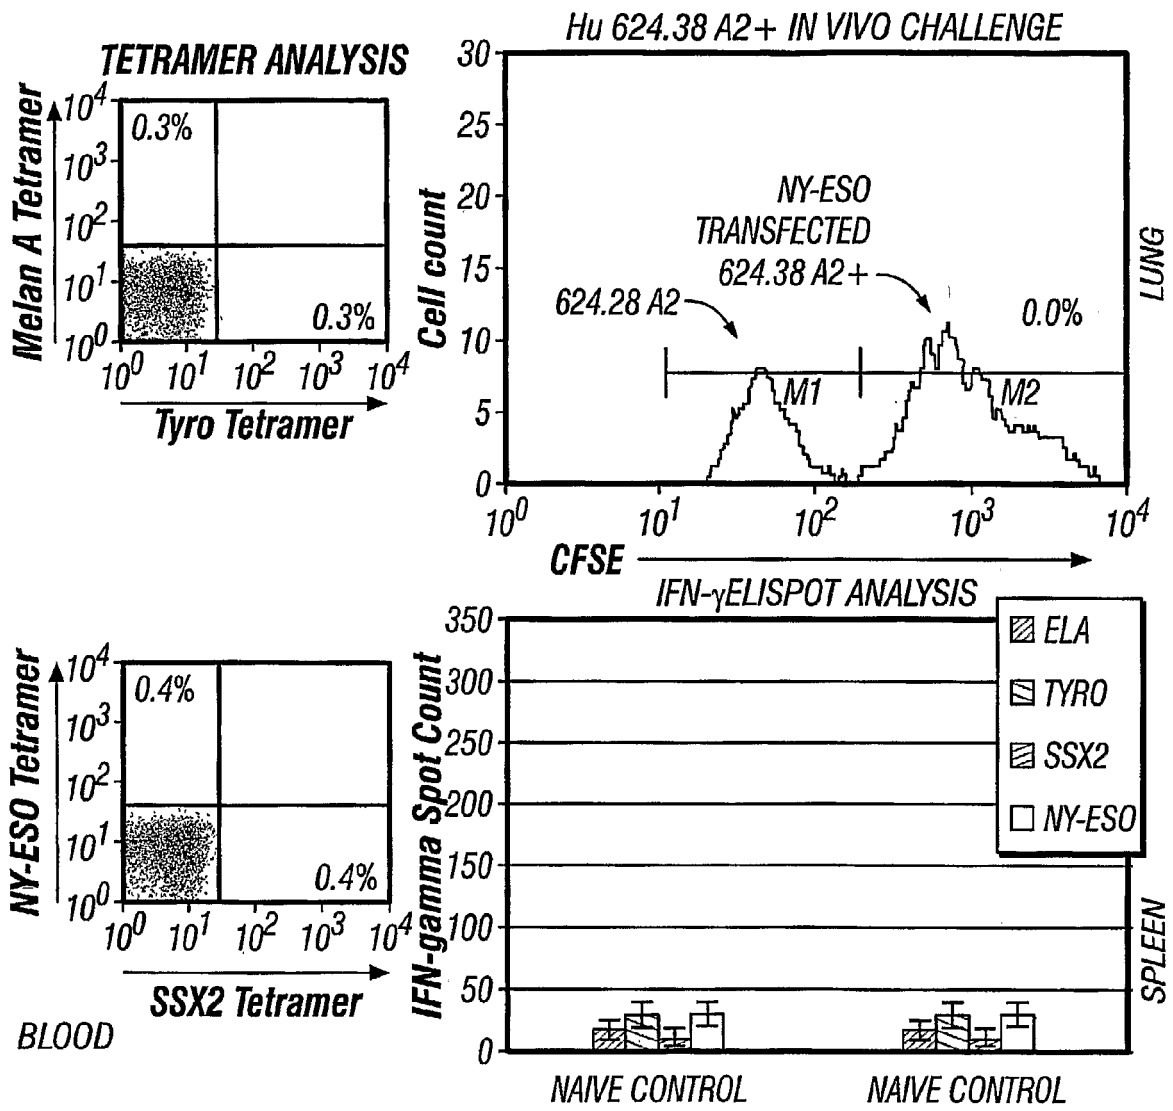 TETRAMER ANALYSIS
Melan A Tetramer
10^4
10^3
10^2
10^1
10^0
0.3%
0.3%
10^0 10^1 10^2 10^3 10^4
Tyro Tetramer
Hu 624.38 A2+ IN VIVO CHALLENGE
Cell count
30
25
20
15
10
5
0
NY-ESO
TRANSFECTED
624.38 A2+
624.28 A2
0.0%
M1
M2
10^0 10^1 10^2 10^3 10^4
CFSE
LUNG
NY-ESO Tetramer
10^4
10^3
10^2
10^1
10^0
0.4%
0.4%
10^0 10^1 10^2 10^3 10^4
SSX2 Tetramer
BLOOD
IFN-γELISPOT ANALYSIS
IFN-gamma Spot Count
350
300
250
200
150
100
50
0
ELA
TYRO
SSX2
NY-ESO
NAIVE CONTROL NAIVE CONTROL
SPLEEN